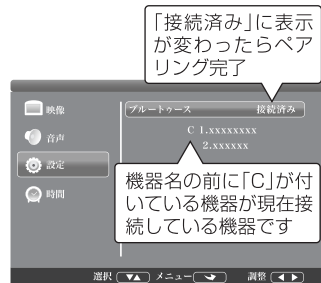 「接続済み」に表示
が変わったらペア
リング完了
映像
ブルートゥース 接続済み
C 1.xxxxxxxx
音声
2.xxxxxx
設定
機器名の前に「C」が付
いている機器が現在接
続している機器です
時間
選択 ▼▲ メニュー 調整 ◀ ▶